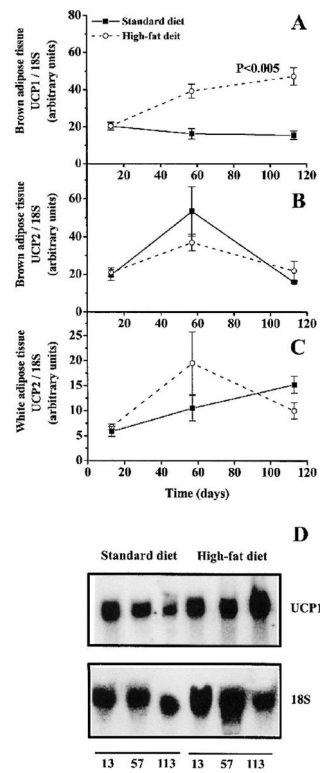 A
Standard diet
High-fat deit
P<0.005
Brown adipose tissue
UCP1 / 18S
(arbitrary units)
80
60
40
20
0
20 40 60 80 100 120
B
Brown adipose tissue
UCP2 / 18S
(arbitrary units)
60
40
20
0
20 40 60 80 100 120
C
White adipose tissue
UCP2 / 18S
(arbitrary units)
25
20
15
10
5
0
20 40 60 80 100 120
Time (days)
D
Standard diet High-fat diet
UCP1
18S
13 57 113 13 57 113